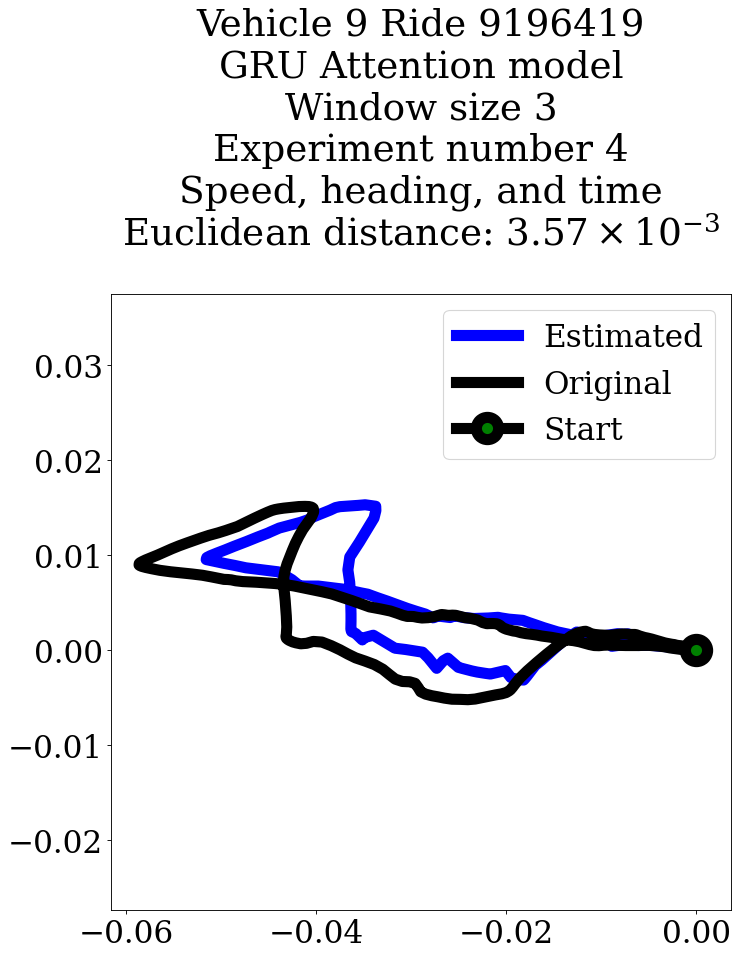 Vehicle 9 Ride 9196419
GRU Attention model
Window size 3
Experiment number 4
Speed, heading, and time
Euclidean distance: 3.57 × 10⁻³
Estimated
Original
Start
0.03
0.02
0.01
0.00
−0.01
−0.02
−0.06
−0.04
−0.02
0.00